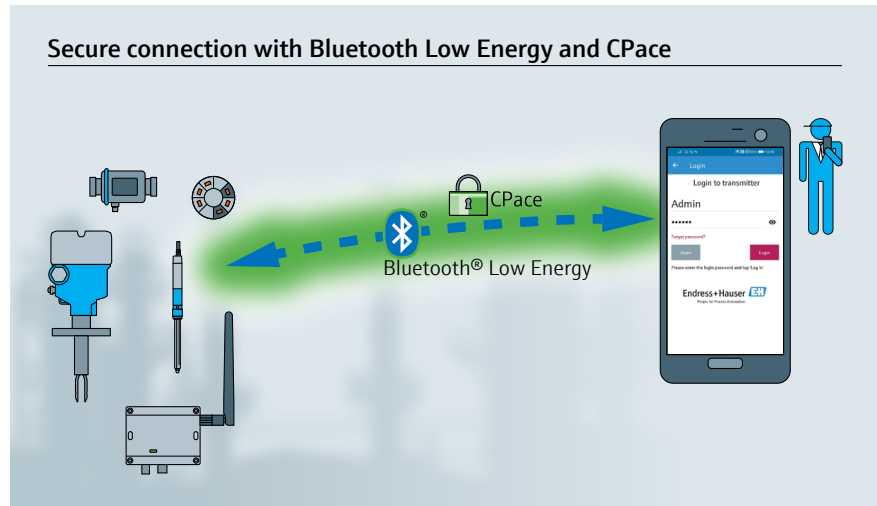 Secure connection with Bluetooth Low Energy and CPace
CPace
®
Bluetooth® Low Energy
Login
Login to transmitter
Admin
••••••
Forgot password?
Login
Please enter the login password and tap 'Log in'
Endress+Hauser EH
People for Process Automation